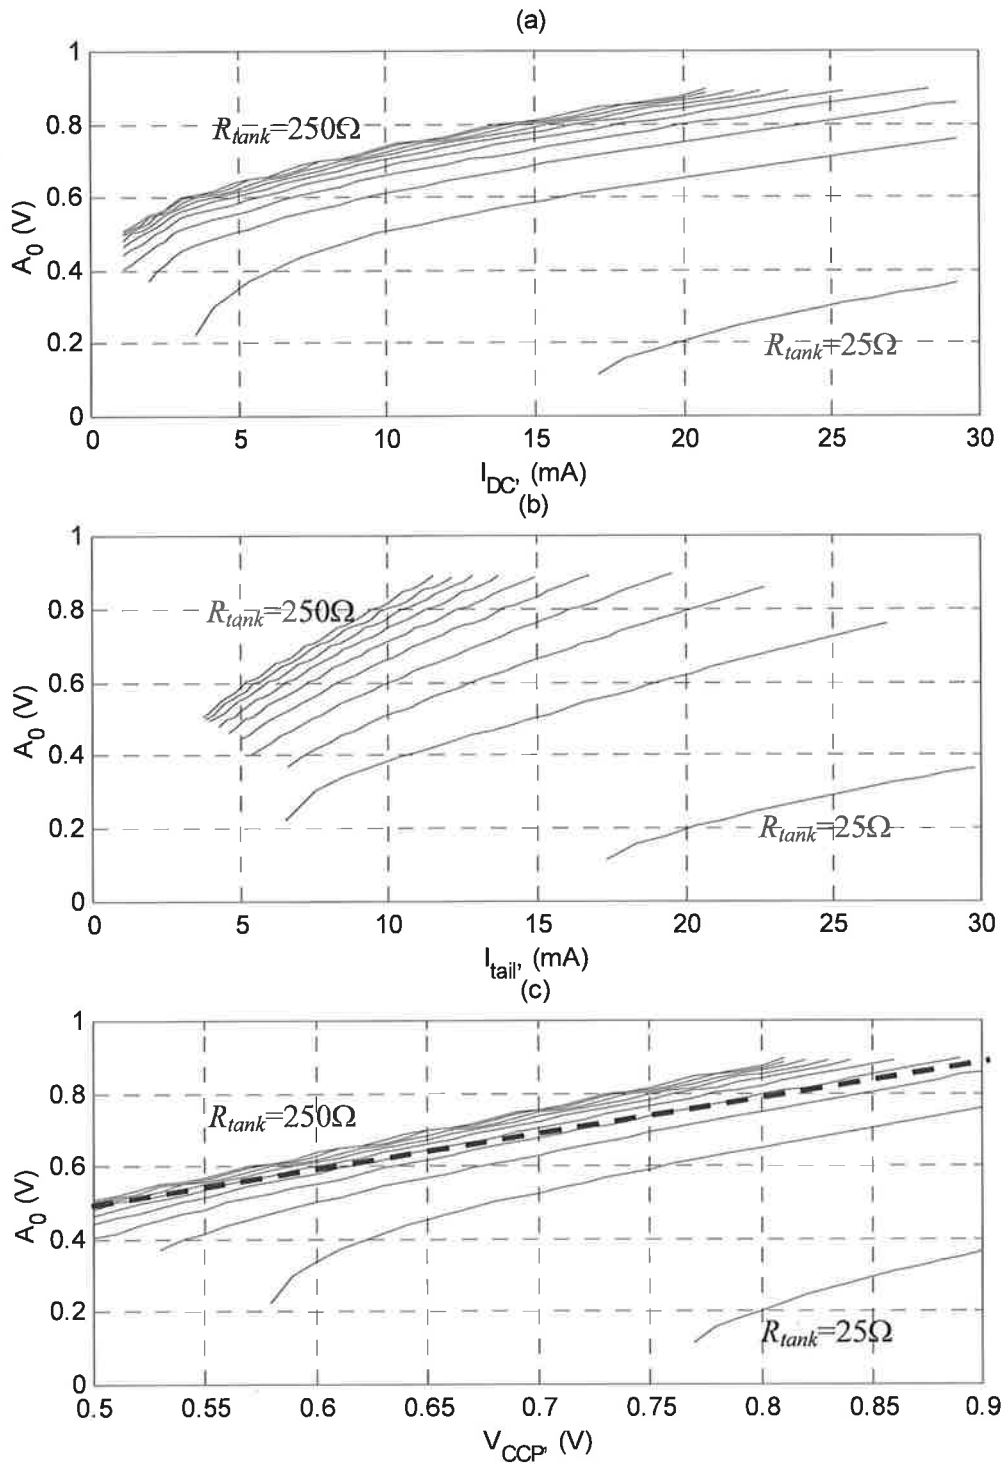 (a)
1
0.8
0.6
0.4
0.2
0
A0 (V)
Rtank=250Ω
Rtank=25Ω
0 5 10 15 20 25 30
IDC, (mA)
(b)
1
0.8
0.6
0.4
0.2
0
A0 (V)
Rtank=250Ω
Rtank=25Ω
0 5 10 15 20 25 30
Itail, (mA)
(c)
1
0.8
0.6
0.4
0.2
0
A0 (V)
Rtank=250Ω
Rtank=25Ω
0.5 0.55 0.6 0.65 0.7 0.75 0.8 0.85 0.9
VCCP, (V)